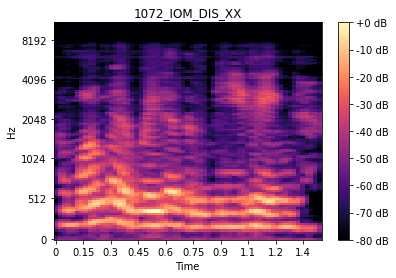 1072_IOM_DIS_XX
+0 dB
8192
-10 dB
4096
-20 dB
-30 dB
2048
Hz
-40 dB
1024
-50 dB
-60 dB
512
-70 dB
0
-80 dB
0 0.15 0.3 0.45 0.6 0.75 0.9 1.1 1.2 1.4
Time